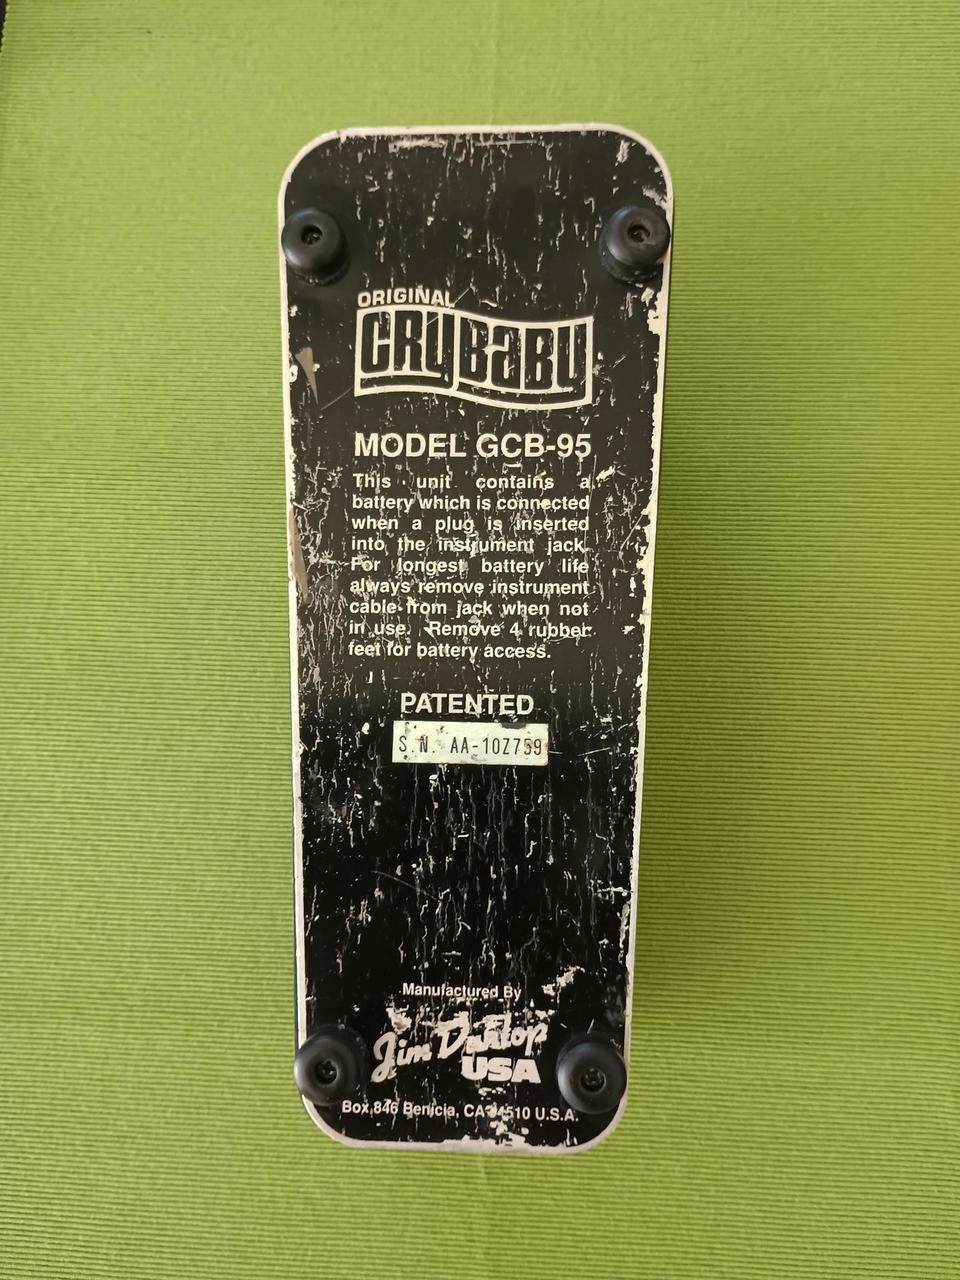 ORIGINAL
CRYBABY
MODEL GCB-95
This unit contains a
battery which is connected
when a plug is inserted
into the instrument jack.
For longest battery life
always remove instrument
cable from jack when not
in use. Remove 4 rubber
feet for battery access.
PATENTED
S.N. AA-10Z759
Manufactured By
Jim Dunlop
USA
Box 846 Benicia, CA 94510 U.S.A.